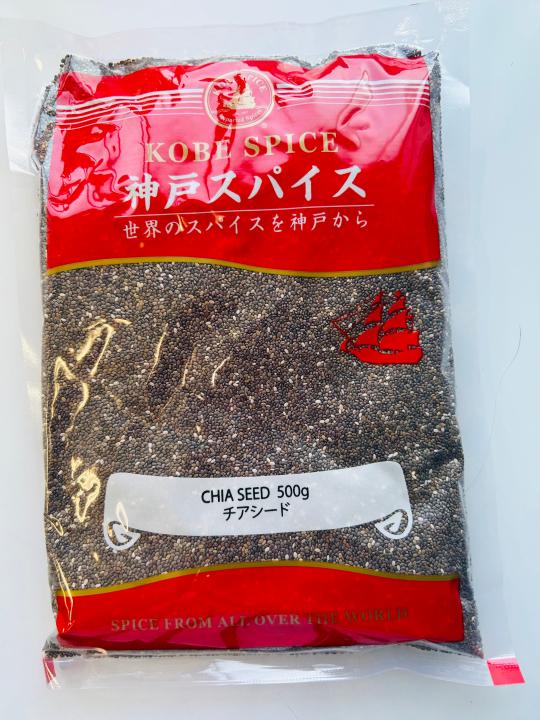 KOBE SPICE
神戸スパイス
世界のスパイスを神戸から
CHIA SEED 500g
チアシード
SPICE FROM ALL OVER THE WORLD